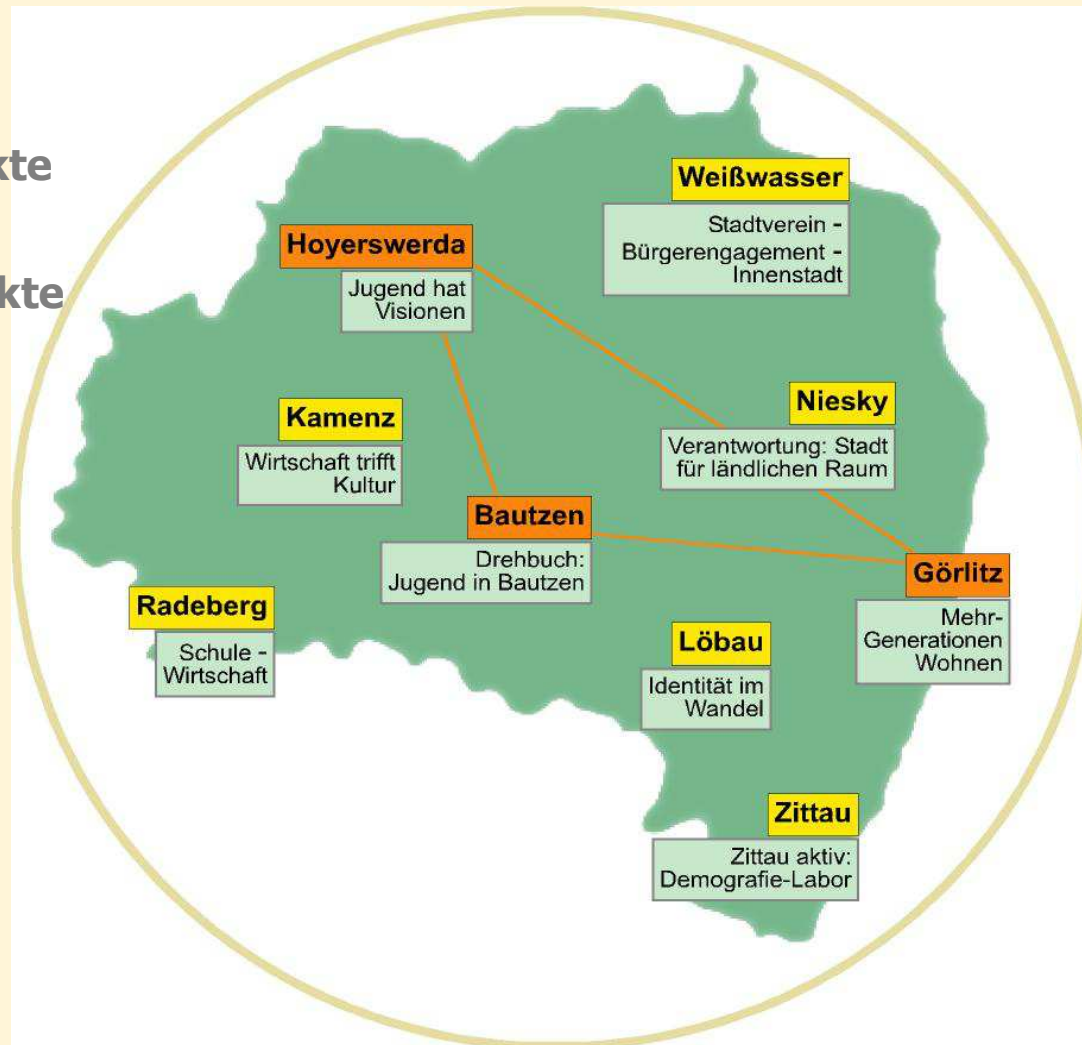 kte
kte
Weißwasser
Stadtverein -
Bürgerengagement -
Innenstadt
Hoyerswerda
Jugend hat
Visionen
Niesky
Verantwortung: Stadt
für ländlichen Raum
Kamenz
Wirtschaft trifft
Kultur
Bautzen
Drehbuch:
Jugend in Bautzen
Görlitz
Mehr-
Generationen
Wohnen
Radeberg
Schule -
Wirtschaft
Löbau
Identität im
Wandel
Zittau
Zittau aktiv:
Demografie-Labor